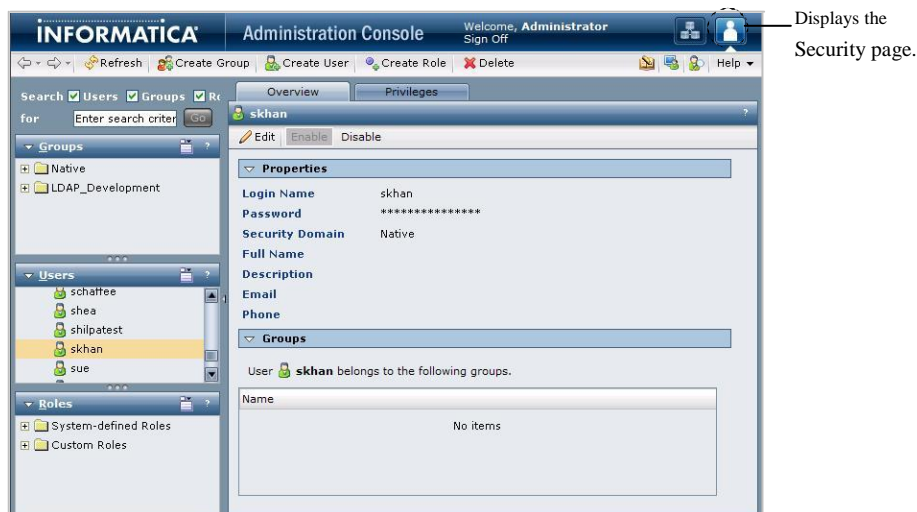 INFORMATICA
Administration Console
Welcome, Administrator
Sign Off
Displays the
Security page.
Refresh Create Group Create User Create Role Delete Help
Search Users Groups
for Enter search criter Go
Groups ?
Native
LDAP_Development
Users ?
schaffee
shea
shilpatest
skhan
sue
Roles ?
System-defined Roles
Custom Roles
Overview Privileges
skhan ?
Edit Enable Disable
Properties
Login Name skhan
Password ***************
Security Domain Native
Full Name
Description
Email
Phone
Groups
User skhan belongs to the following groups.
Name
No items